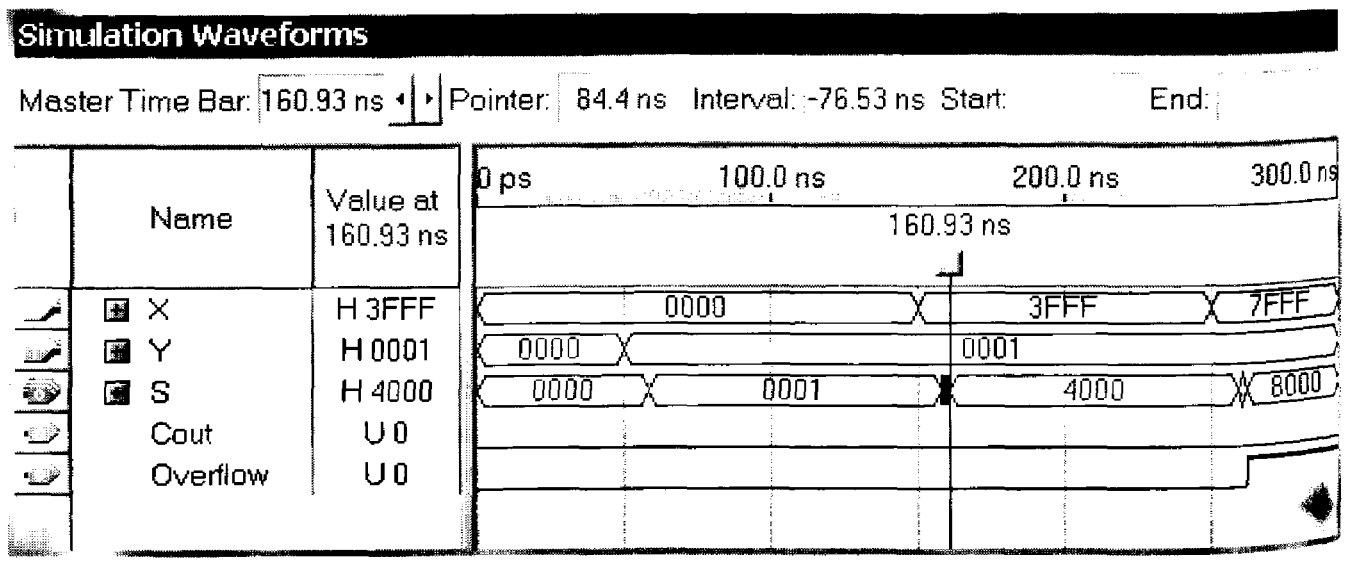 Simulation Waveforms
Master Time Bar: 160.93 ns Pointer: 84.4 ns Interval: -76.53 ns Start: End:
Name Value at 160.93 ns 0 ps 100.0 ns 200.0 ns 300.0 ns
160.93 ns
X H 3FFF 0000 3FFF 7FFF
Y H 0001 0000 0001
S H 4000 0000 0001 4000 8000
Cout U 0
Overflow U 0